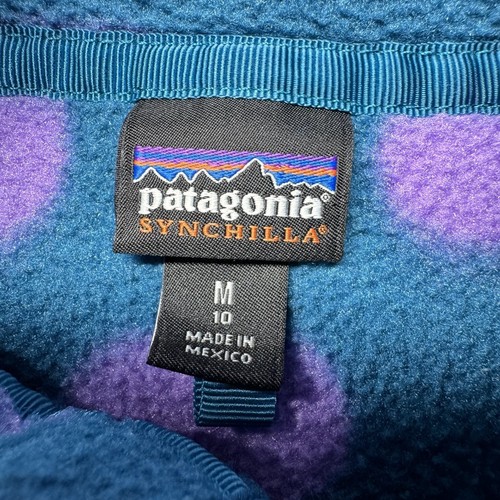 patagonia®
SYNCHILLA®
M
10
MADE IN
MEXICO